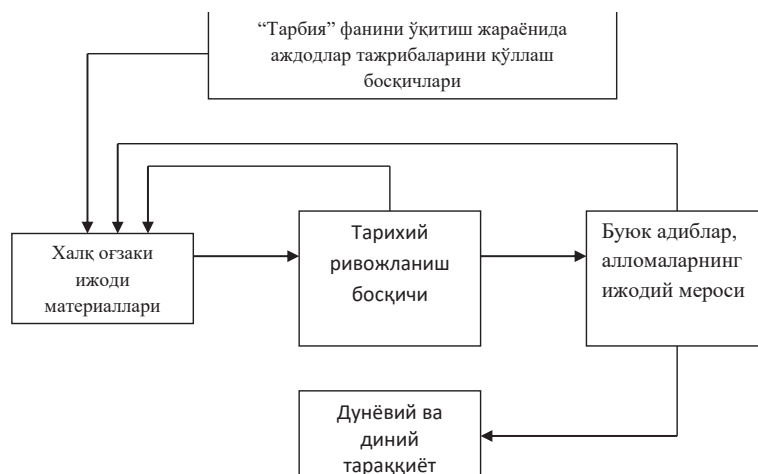 “Тарбия” фанини ўқитиш жараёнида
аждодлар тажрибаларини қўллаш
босқичлари
Халқ оғзаки
ижоди
материаллари
Тарихий
ривожланиш
босқичи
Буюк адиблар,
алломаларнинг
ижодий мероси
Дунёвий ва
диний
тараққиёт